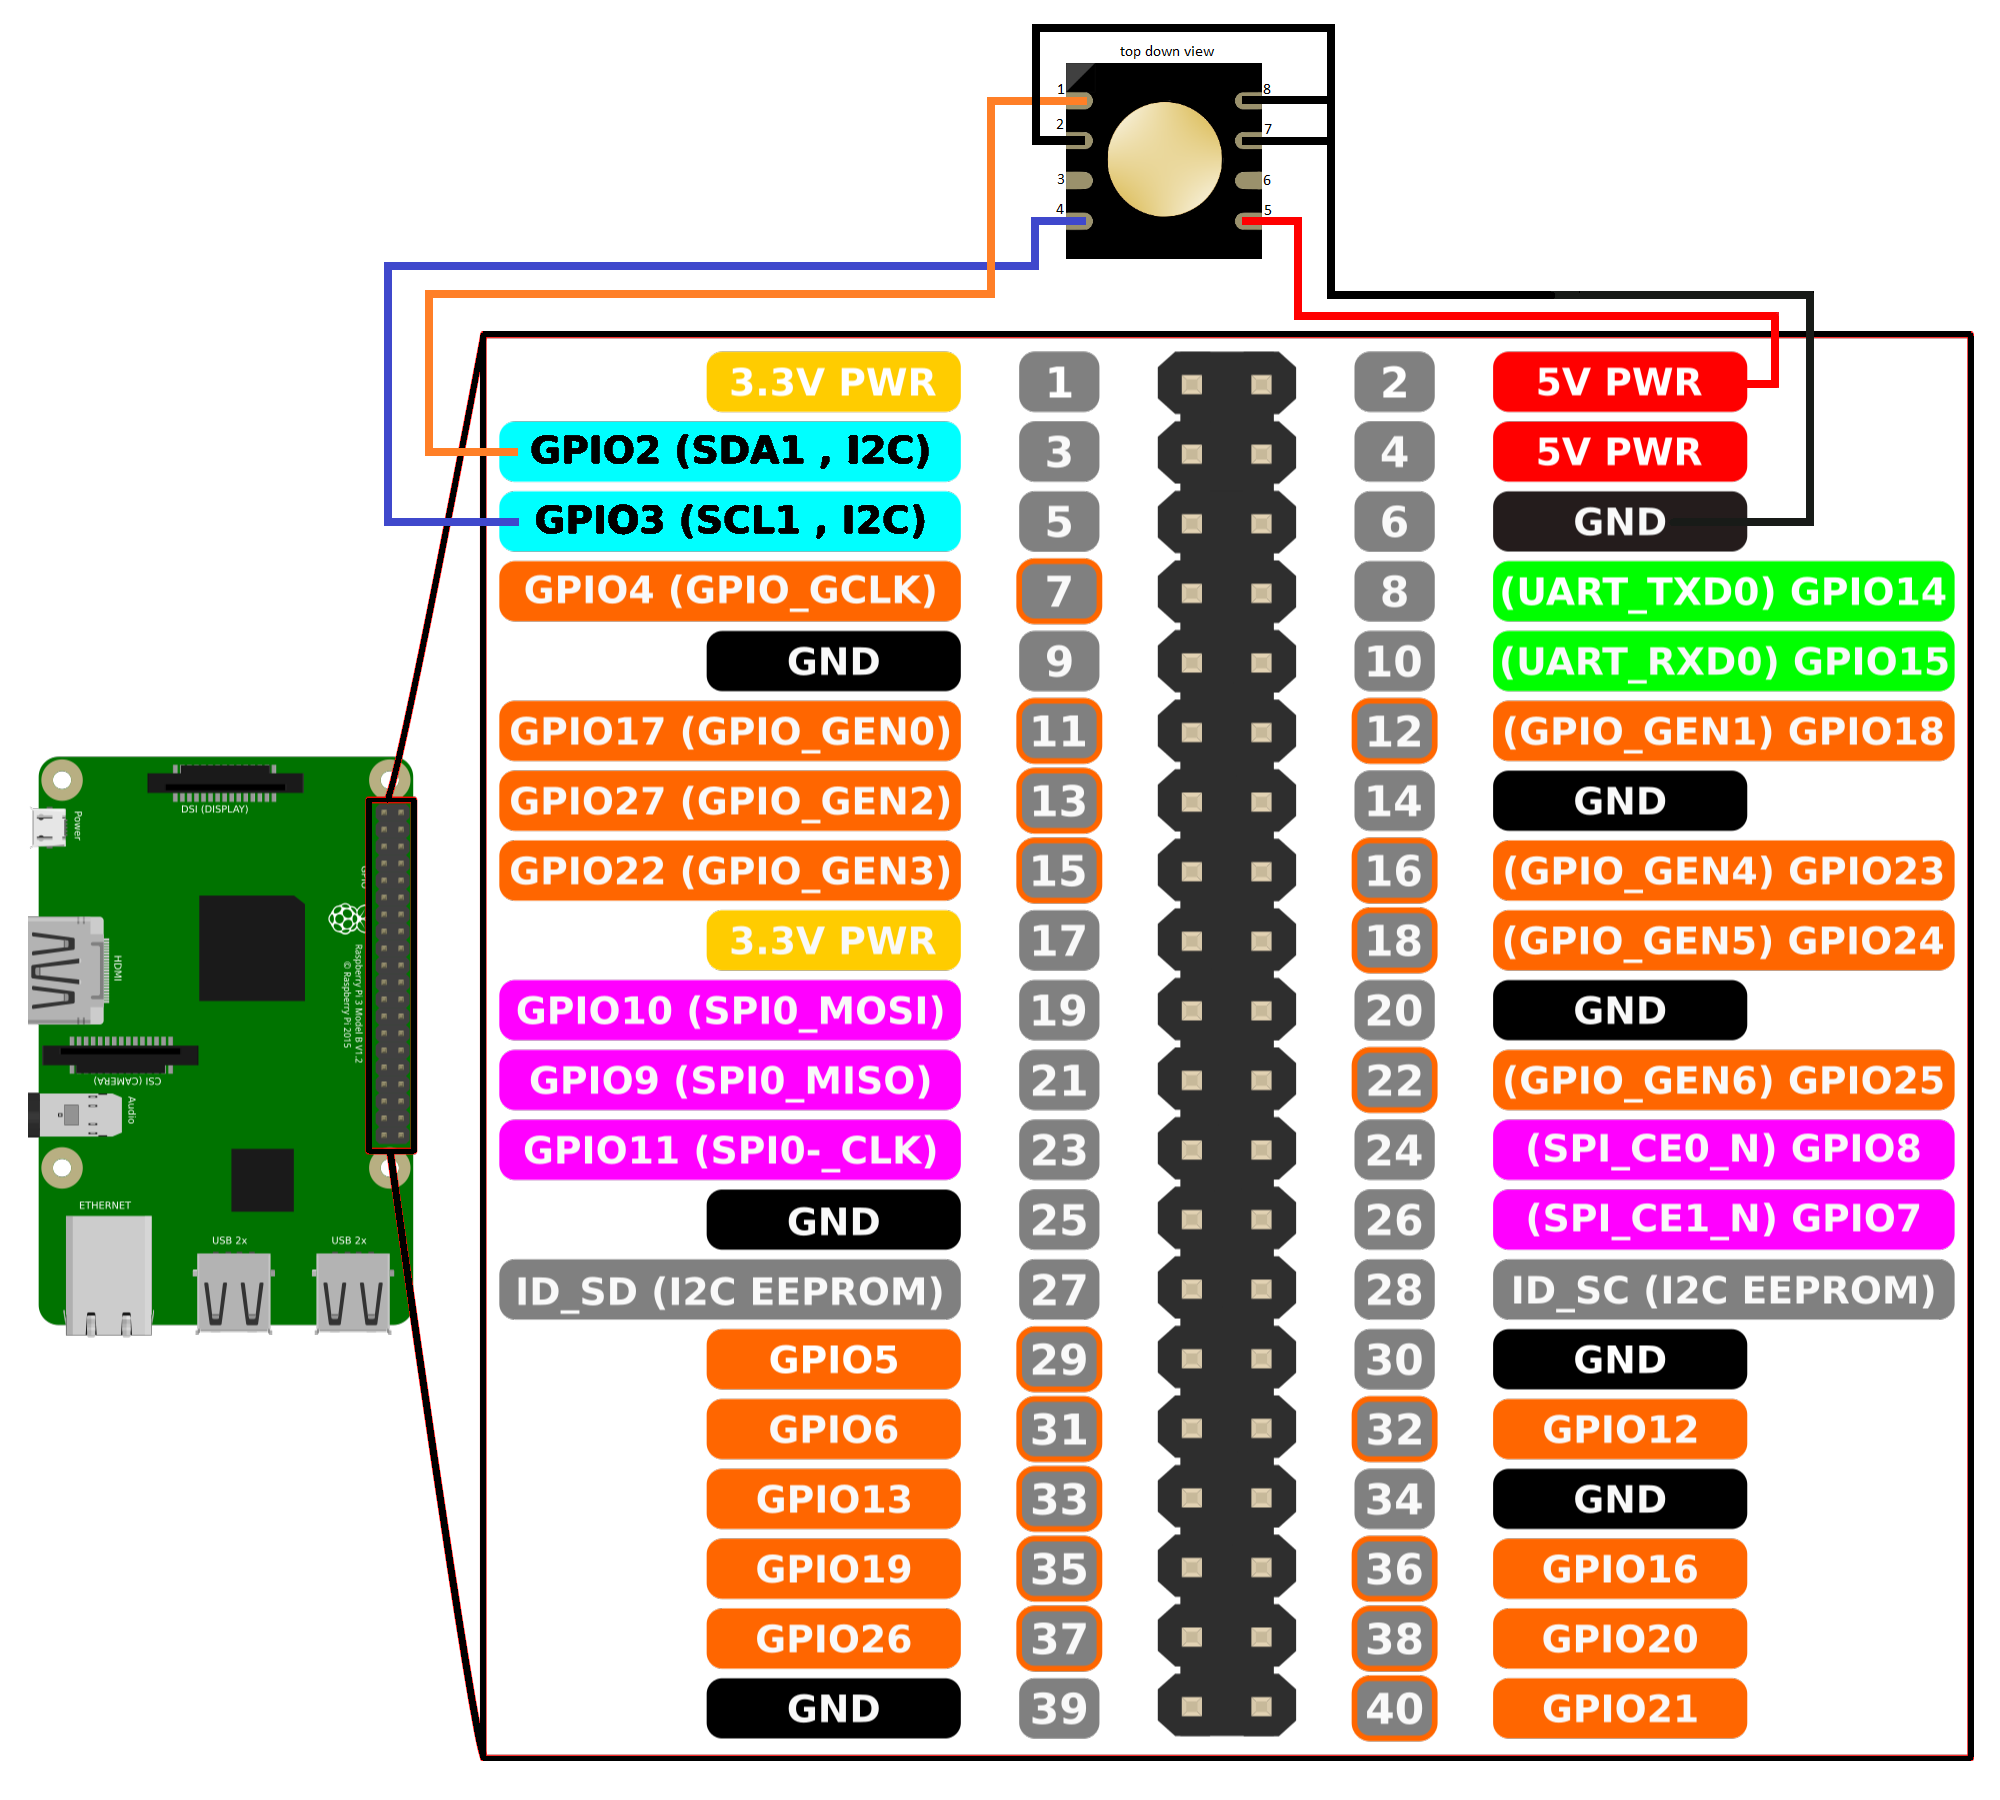 top down view
1 8
2 7
3 6
4 5
3.3V PWR 1 2 5V PWR
GPIO2 (SDA1 , I2C) 3 4 5V PWR
GPIO3 (SCL1 , I2C) 5 6 GND
GPIO4 (GPIO_GCLK) 7 8 (UART_TXD0) GPIO14
GND 9 10 (UART_RXD0) GPIO15
GPIO17 (GPIO_GEN0) 11 12 (GPIO_GEN1) GPIO18
GPIO27 (GPIO_GEN2) 13 14 GND
GPIO22 (GPIO_GEN3) 15 16 (GPIO_GEN4) GPIO23
3.3V PWR 17 18 (GPIO_GEN5) GPIO24
GPIO10 (SPI0_MOSI) 19 20 GND
GPIO9 (SPI0_MISO) 21 22 (GPIO_GEN6) GPIO25
GPIO11 (SPI0-_CLK) 23 24 (SPI_CE0_N) GPIO8
GND 25 26 (SPI_CE1_N) GPIO7
ID_SD (I2C EEPROM) 27 28 ID_SC (I2C EEPROM)
GPIO5 29 30 GND
GPIO6 31 32 GPIO12
GPIO13 33 34 GND
GPIO19 35 36 GPIO16
GPIO26 37 38 GPIO20
GND 39 40 GPIO21
DSI (DISPLAY)
Power
GPIO
HDMI
Raspberry Pi 3 Model B V1.2
© Raspberry Pi 2015
CSI (CAMERA)
Audio
ETHERNET
USB 2x
USB 2x